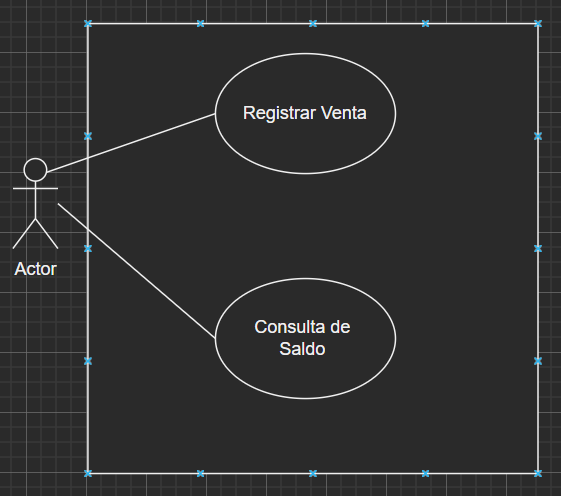 Registrar Venta
Actor
Consulta de
Saldo